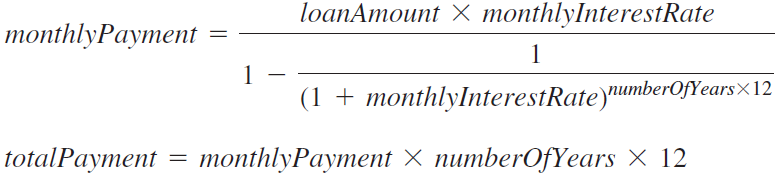 monthlyPayment = loanAmount × monthlyInterestRate
1 − 1
(1 + monthlyInterestRate)^numberOfYears×12
totalPayment = monthlyPayment × numberOfYears × 12